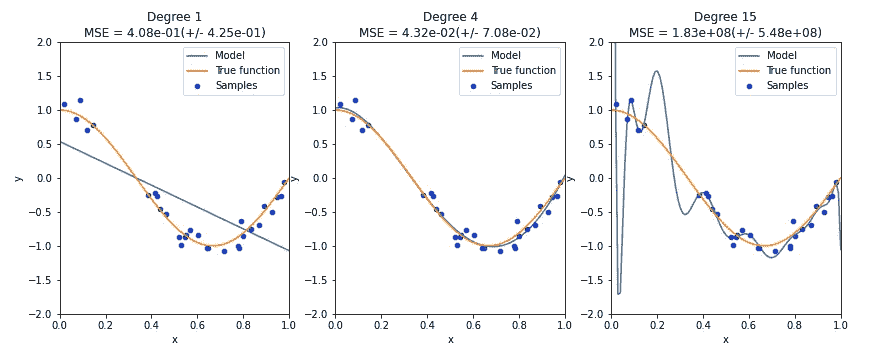 Degree 1
MSE = 4.08e-01(+/- 4.25e-01)
2.0
1.5
1.0
0.5
0.0
−0.5
−1.0
−1.5
−2.0
y
Model
True function
Samples
0.0
0.2
0.4
0.6
0.8
1.0
x
Degree 4
MSE = 4.32e-02(+/- 7.08e-02)
2.0
1.5
1.0
0.5
0.0
−0.5
−1.0
−1.5
−2.0
y
Model
True function
Samples
0.0
0.2
0.4
0.6
0.8
1.0
x
Degree 15
MSE = 1.83e+08(+/- 5.48e+08)
2.0
1.5
1.0
0.5
0.0
−0.5
−1.0
−1.5
−2.0
y
Model
True function
Samples
0.0
0.2
0.4
0.6
0.8
1.0
x